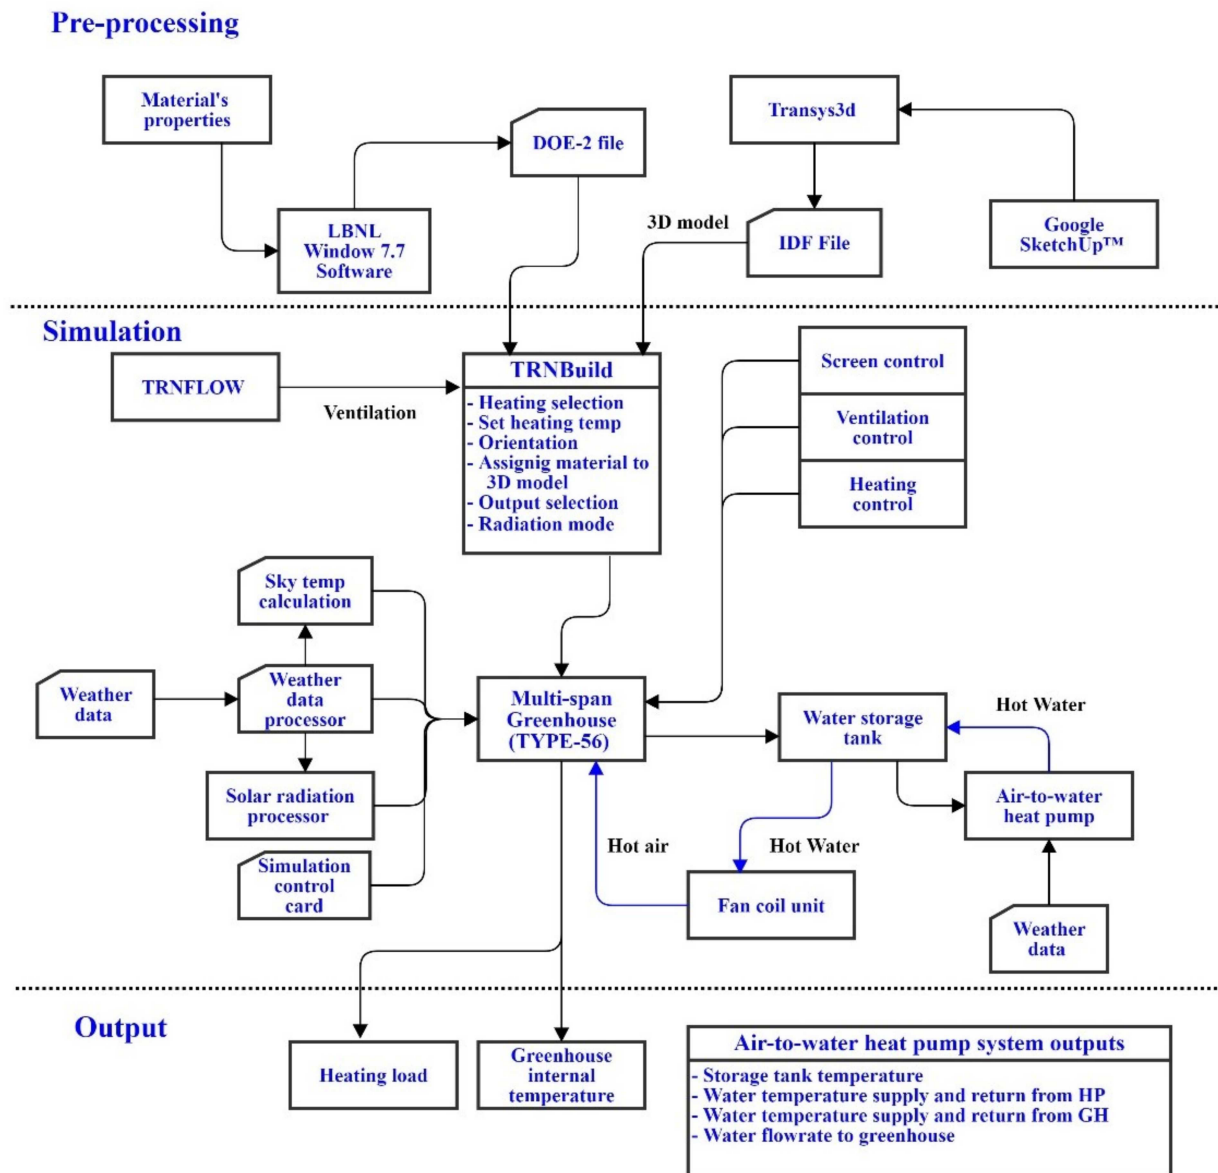 Pre-processing
Material's
properties
DOE-2 file
Transys3d
LBNL
Window 7.7
Software
3D model
IDF File
Google
SketchUp™
Simulation
TRNFLOW
Ventilation
TRNBuild
- Heating selection
- Set heating temp
- Orientation
- Assignig material to
3D model
- Output selection
- Radiation mode
Screen control
Ventilation
control
Heating
control
Sky temp
calculation
Weather
data
Weather
data
processor
Solar radiation
processor
Simulation
control
card
Multi-span
Greenhouse
(TYPE-56)
Water storage
tank
Hot Water
Air-to-water
heat pump
Hot air
Hot Water
Fan coil unit
Weather
data
Output
Heating load
Greenhouse
internal
temperature
Air-to-water heat pump system outputs
- Storage tank temperature
- Water temperature supply and return from HP
- Water temperature supply and return from GH
- Water flowrate to greenhouse